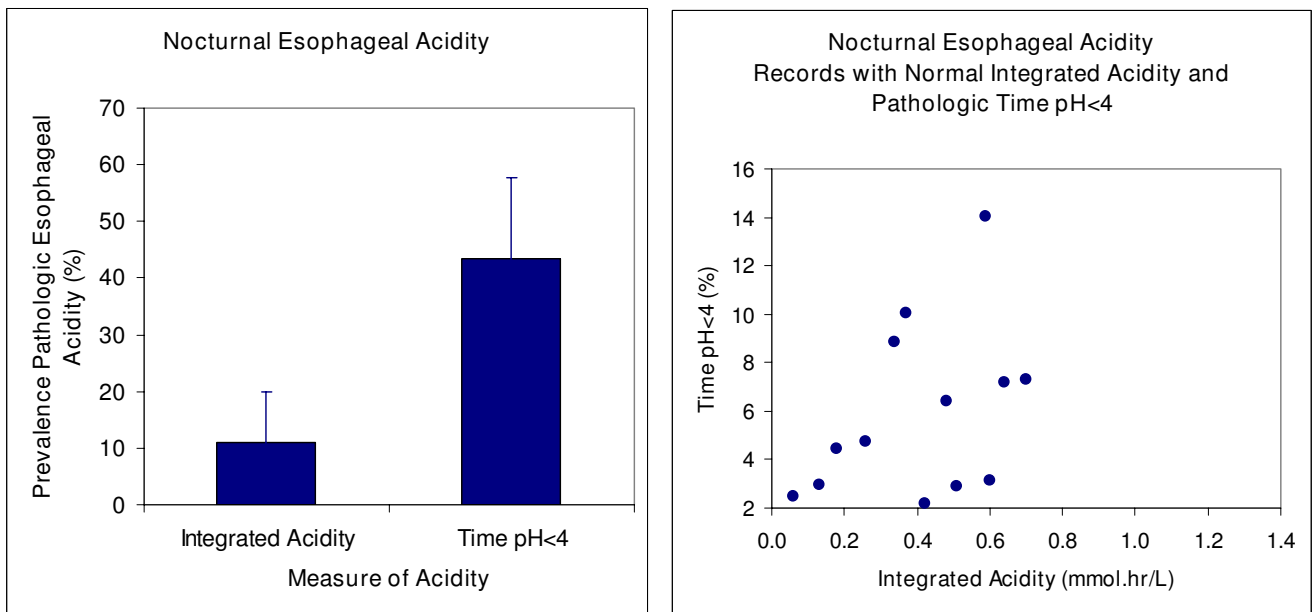 Nocturnal Esophageal Acidity
Prevalence Pathologic Esophageal
Acidity (%)
70
60
50
40
30
20
10
0
Integrated Acidity
Time pH<4
Measure of Acidity
Nocturnal Esophageal Acidity
Records with Normal Integrated Acidity and
Pathologic Time pH<4
Time pH<4 (%)
16
14
12
10
8
6
4
2
0.0 0.2 0.4 0.6 0.8 1.0 1.2 1.4
Integrated Acidity (mmol.hr/L)